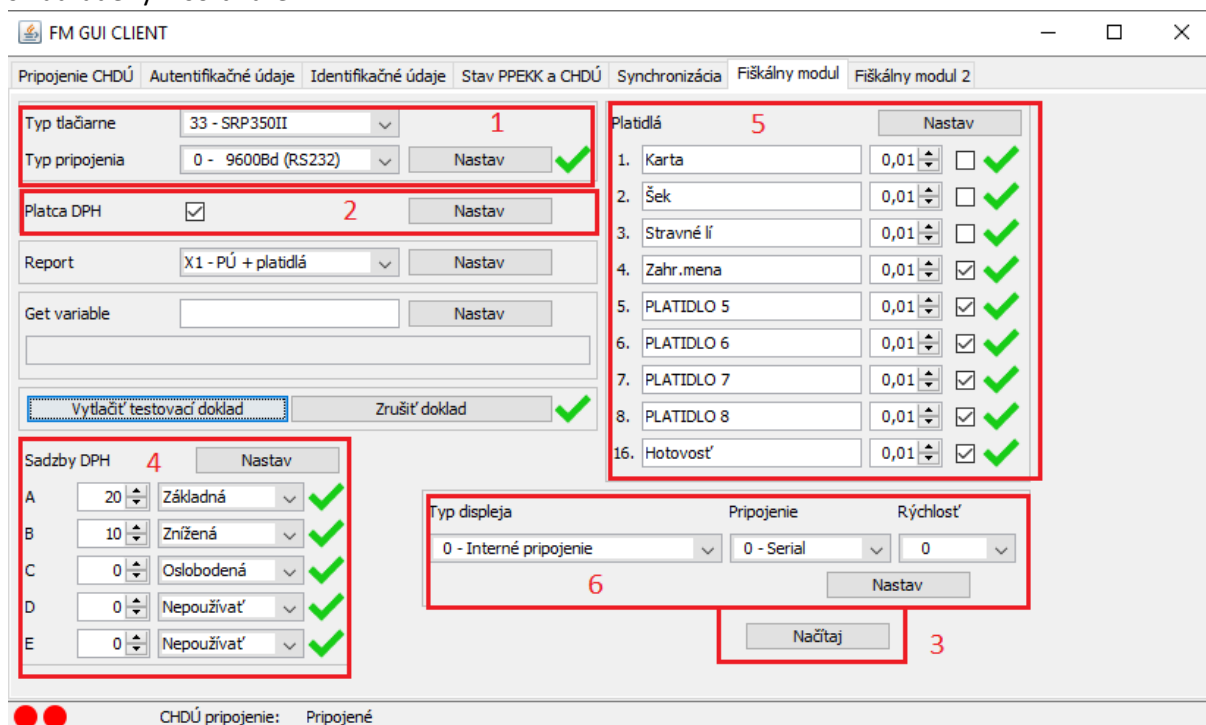 FM GUI CLIENT
Pripojenie CHDÚ Autentifikačné údaje Identifikačné údaje Stav PPEKK a CHDÚ Synchronizácia Fiškálny modul Fiškálny modul 2
Typ tlačiarne 33 - SRP350II 1
Typ pripojenia 0 - 9600Bd (RS232) Nastav
Platca DPH 2 Nastav
Report X1 - PÚ + platidlá Nastav
Get variable Nastav
Vytlačiť testovací doklad Zrušiť doklad
Sadzby DPH 4 Nastav
A 20 Základná
B 10 Znížená
C 0 Oslobodená
D 0 Nepoužívať
E 0 Nepoužívať
Platidlá 5 Nastav
1. Karta 0,01
2. Šek 0,01
3. Stravné lí 0,01
4. Zahr.mena 0,01
5. PLATIDLO 5 0,01
6. PLATIDLO 6 0,01
7. PLATIDLO 7 0,01
8. PLATIDLO 8 0,01
16. Hotovosť 0,01
Typ displeja Pripojenie Rýchlosť
0 - Interné pripojenie 0 - Serial 0
6 Nastav
Načítaj 3
CHDÚ pripojenie: Pripojené